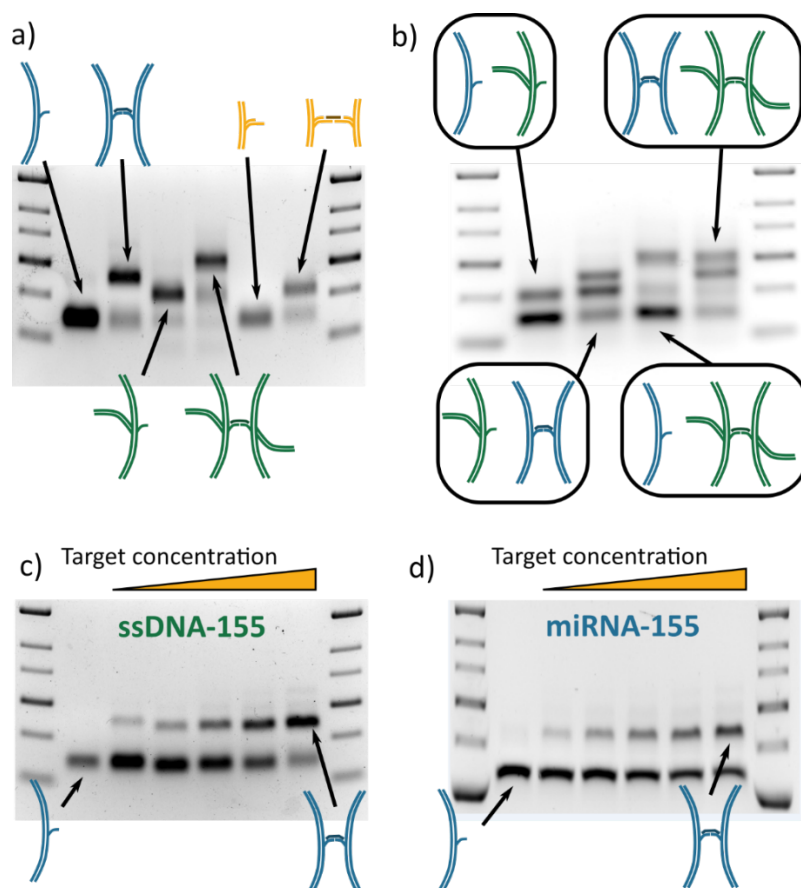 a)
b)
c)
Target concentration
ssDNA-155
d)
Target concentration
miRNA-155